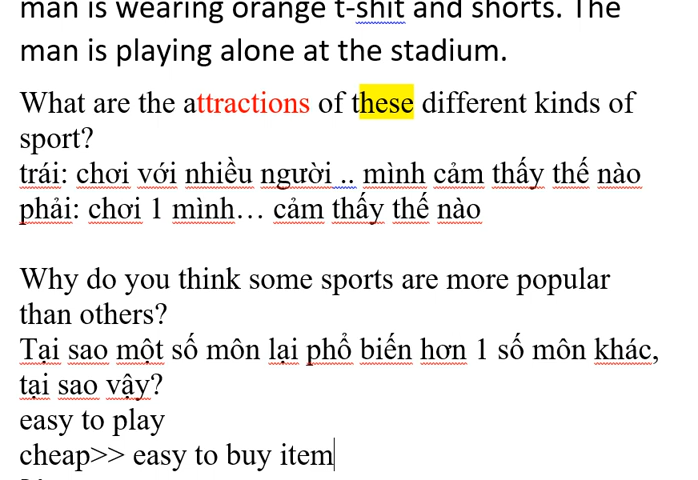 man is wearing orange t-shit and shorts. The
man is playing alone at the stadium.
What are the attractions of these different kinds of
sport?
trái: chơi với nhiều người .. mình cảm thấy thế nào
phải: chơi 1 mình… cảm thấy thế nào
Why do you think some sports are more popular
than others?
Tại sao một số môn lại phổ biến hơn 1 số môn khác,
tại sao vậy?
easy to play
cheap>> easy to buy item